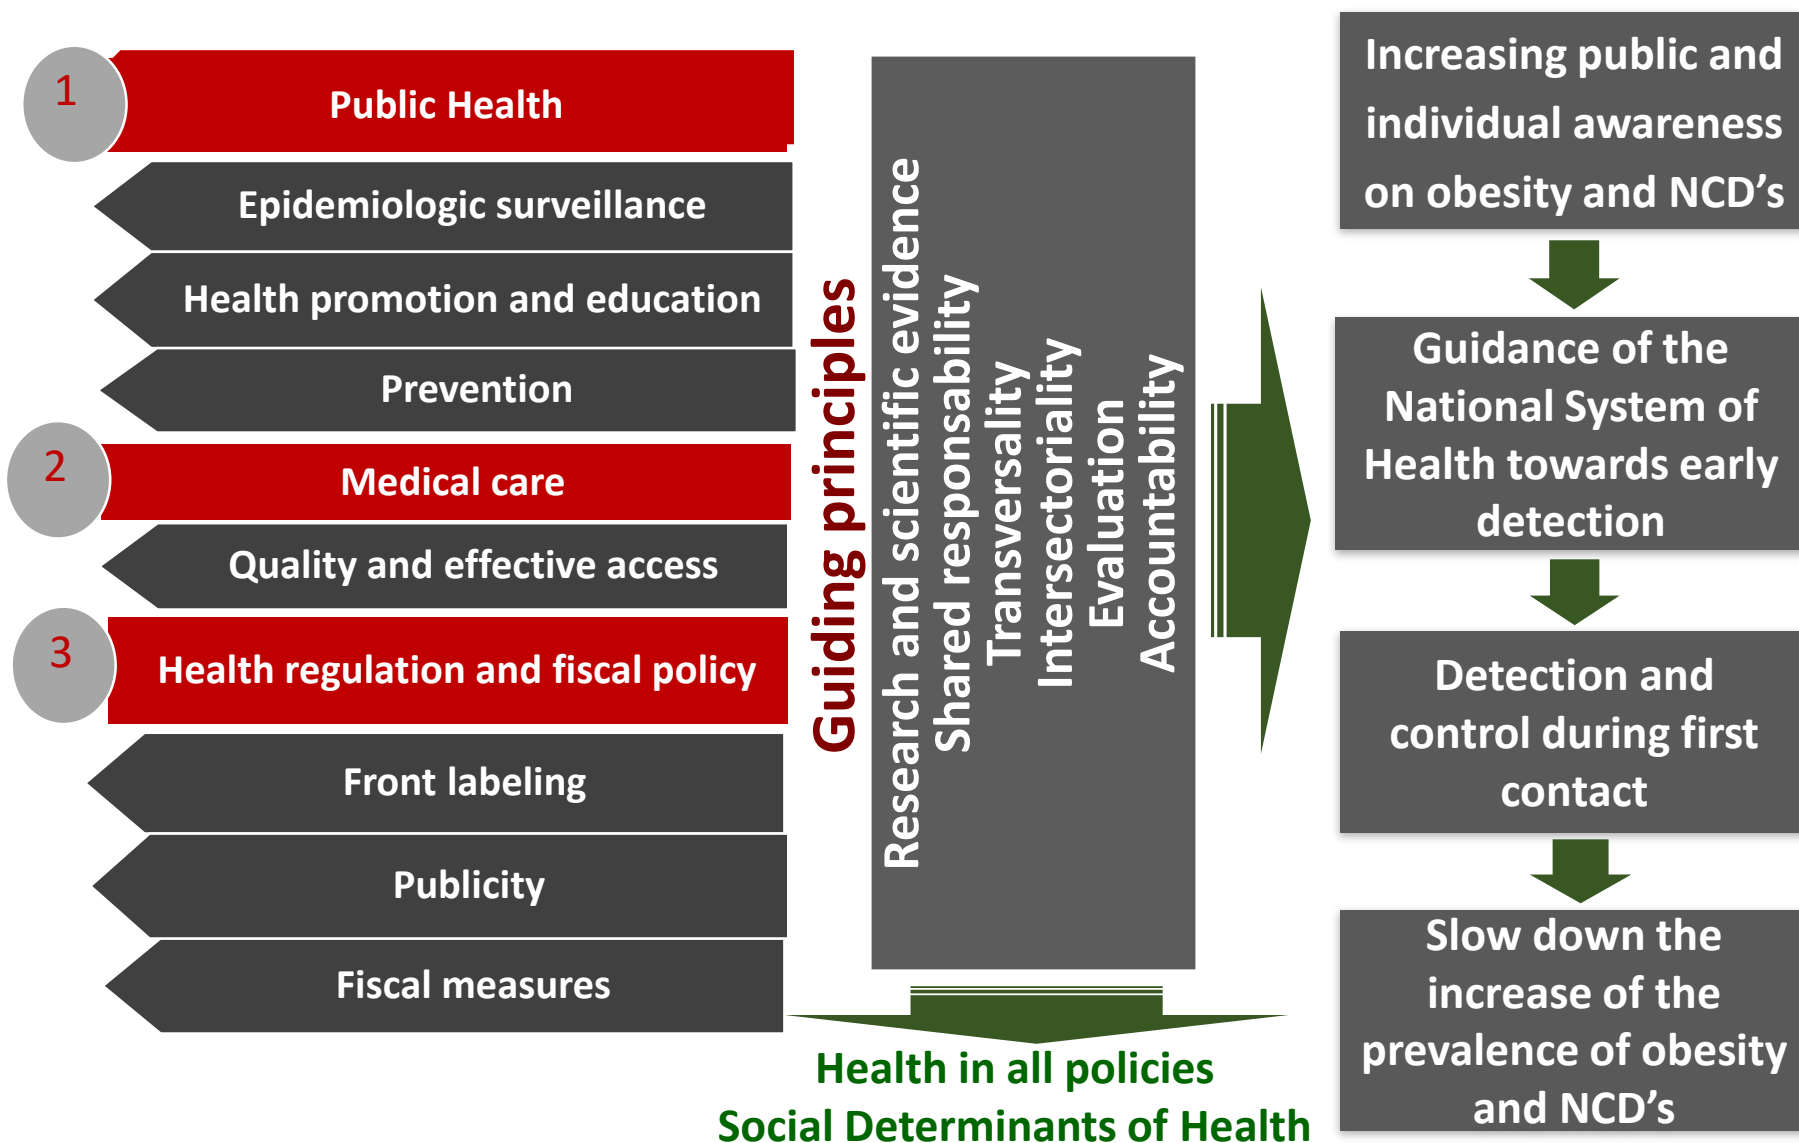 1
Public Health
Epidemiologic surveillance
Health promotion and education
Prevention
2
Medical care
Quality and effective access
3
Health regulation and fiscal policy
Front labeling
Publicity
Fiscal measures
Guiding principles
Research and scientific evidence
Shared responsability
Transversality
Intersectoriality
Evaluation
Accountability
Health in all policies
Social Determinants of Health
Increasing public and
individual awareness
on obesity and NCD’s
Guidance of the
National System of
Health towards early
detection
Detection and
control during first
contact
Slow down the
increase of the
prevalence of obesity
and NCD’s